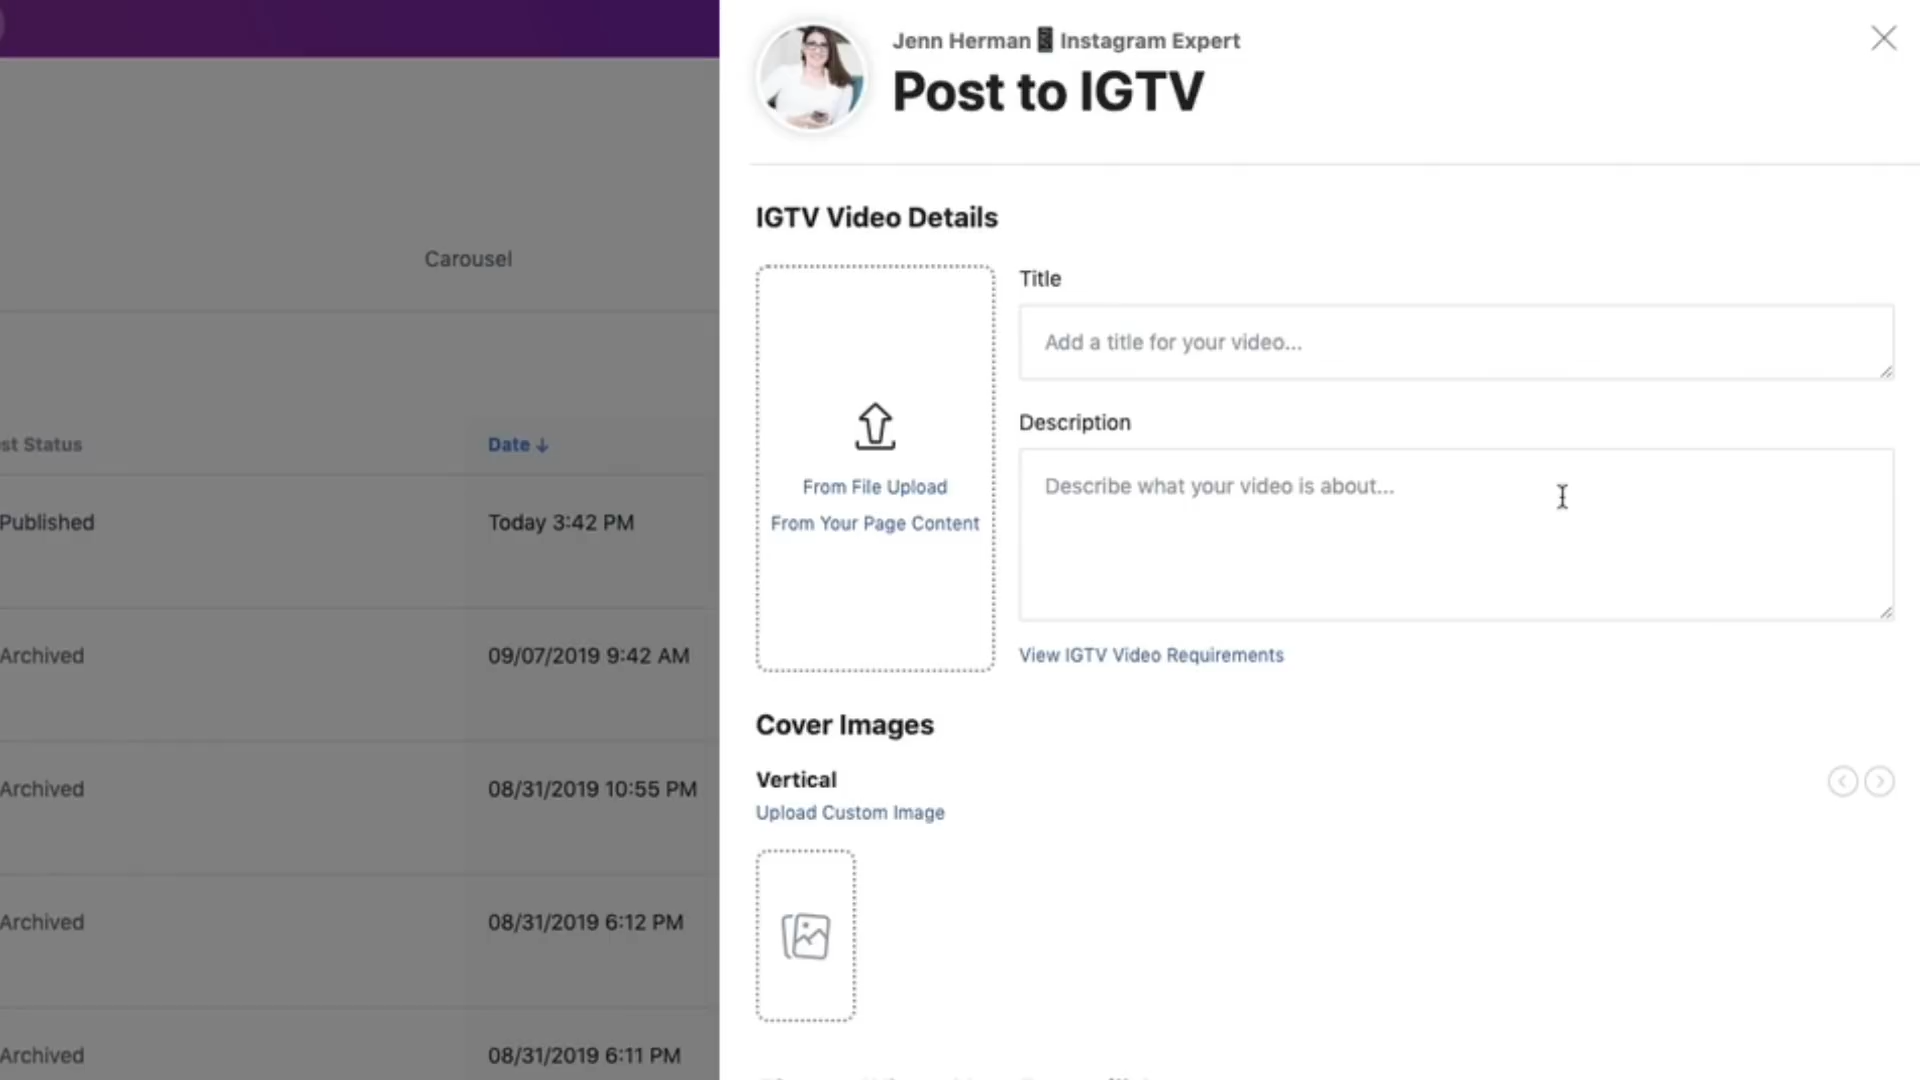 Jenn Herman 📱 Instagram Expert
Post to IGTV
Carousel
st Status
Date ↓
Published
Today 3:42 PM
Archived
09/07/2019 9:42 AM
Archived
08/31/2019 10:55 PM
Archived
08/31/2019 6:12 PM
Archived
08/31/2019 6:11 PM
IGTV Video Details
From File Upload
From Your Page Content
Title
Add a title for your video...
Description
Describe what your video is about...
View IGTV Video Requirements
Cover Images
Vertical
Upload Custom Image